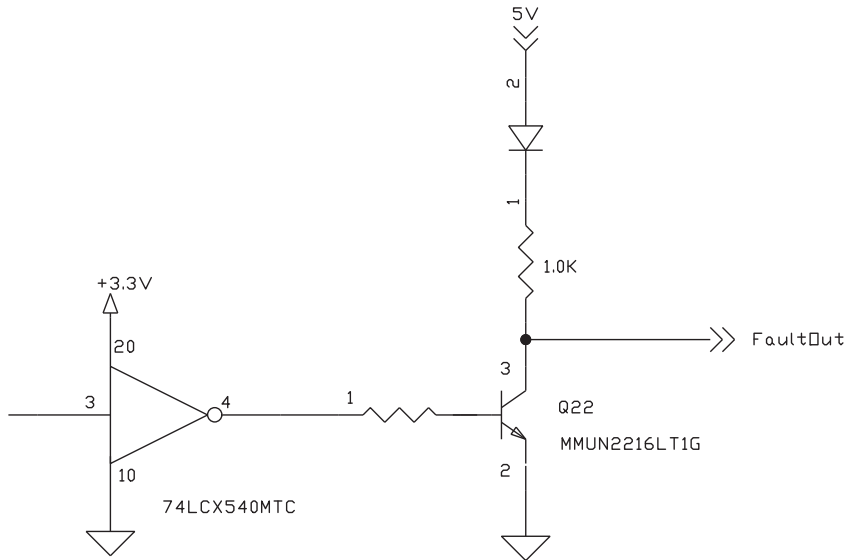 5V
2
1
1.0K
+3.3V
20
FaultOut
3
3
4
1
Q22
MMUN2216LT1G
2
10
74LCX540MTC